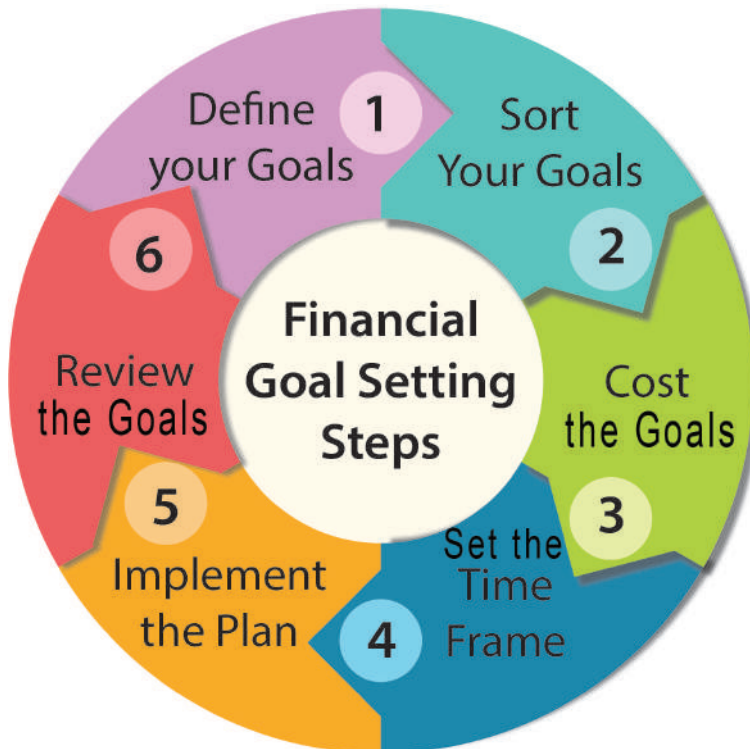 Financial
Goal Setting
Steps
1
Define
your Goals
2
Sort
Your Goals
3
Cost
the Goals
4
Set the
Time
Frame
5
Implement
the Plan
6
Review
the Goals